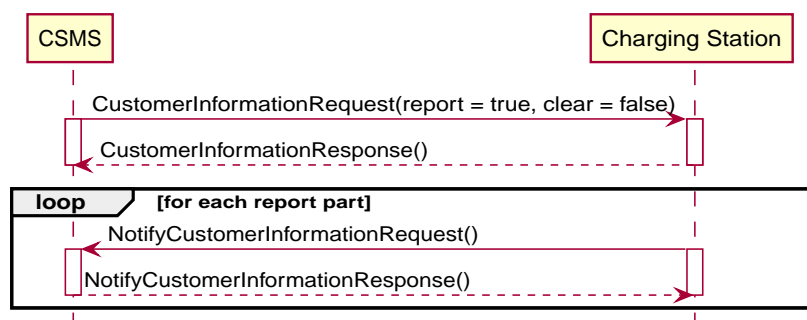 CSMS
Charging Station
CustomerInformationRequest(report = true, clear = false)
CustomerInformationResponse()
loop
[for each report part]
NotifyCustomerInformationRequest()
NotifyCustomerInformationResponse()